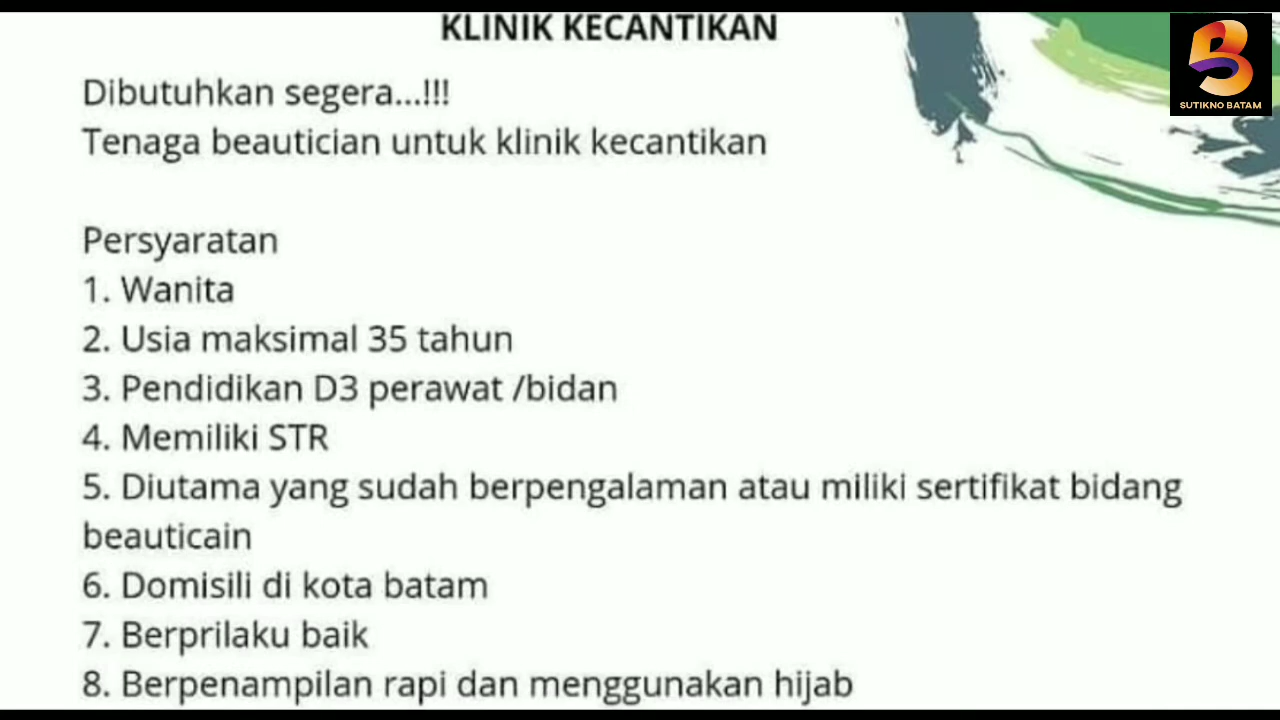 KLINIK KECANTIKAN
SUTIKNO BATAM
Dibutuhkan segera...!!!
Tenaga beautician untuk klinik kecantikan
Persyaratan
1. Wanita
2. Usia maksimal 35 tahun
3. Pendidikan D3 perawat /bidan
4. Memiliki STR
5. Diutama yang sudah berpengalaman atau miliki sertifikat bidang
beauticain
6. Domisili di kota batam
7. Berprilaku baik
8. Berpenampilan rapi dan menggunakan hijab